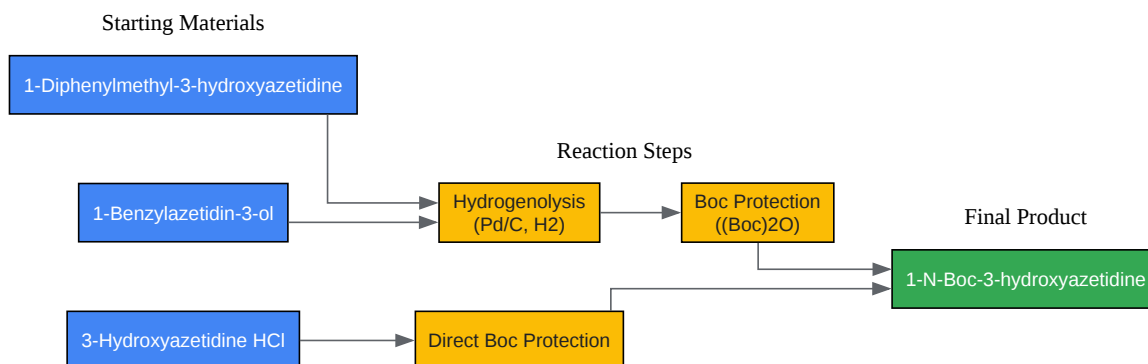 Starting Materials
1-Diphenylmethyl-3-hydroxyazetidine
Reaction Steps
1-Benzylazetidin-3-ol
Hydrogenolysis
(Pd/C, H2)
Boc Protection
((Boc)2O)
Final Product
1-N-Boc-3-hydroxyazetidine
3-Hydroxyazetidine HCl
Direct Boc Protection